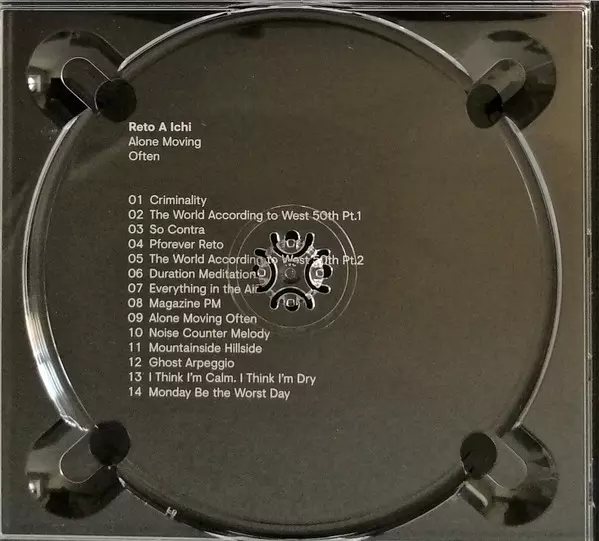 Reto A Ichi
Alone Moving
Often
01 Criminality
02 The World According to West 50th Pt.1
03 So Contra
04 Pforever Reto
05 The World According to West 50th Pt.2
06 Duration Meditation
07 Everything in the Air
08 Magazine PM
09 Alone Moving Often
10 Noise Counter Melody
11 Mountainside Hillside
12 Ghost Arpeggio
13 I Think I'm Calm. I Think I'm Dry
14 Monday Be the Worst Day